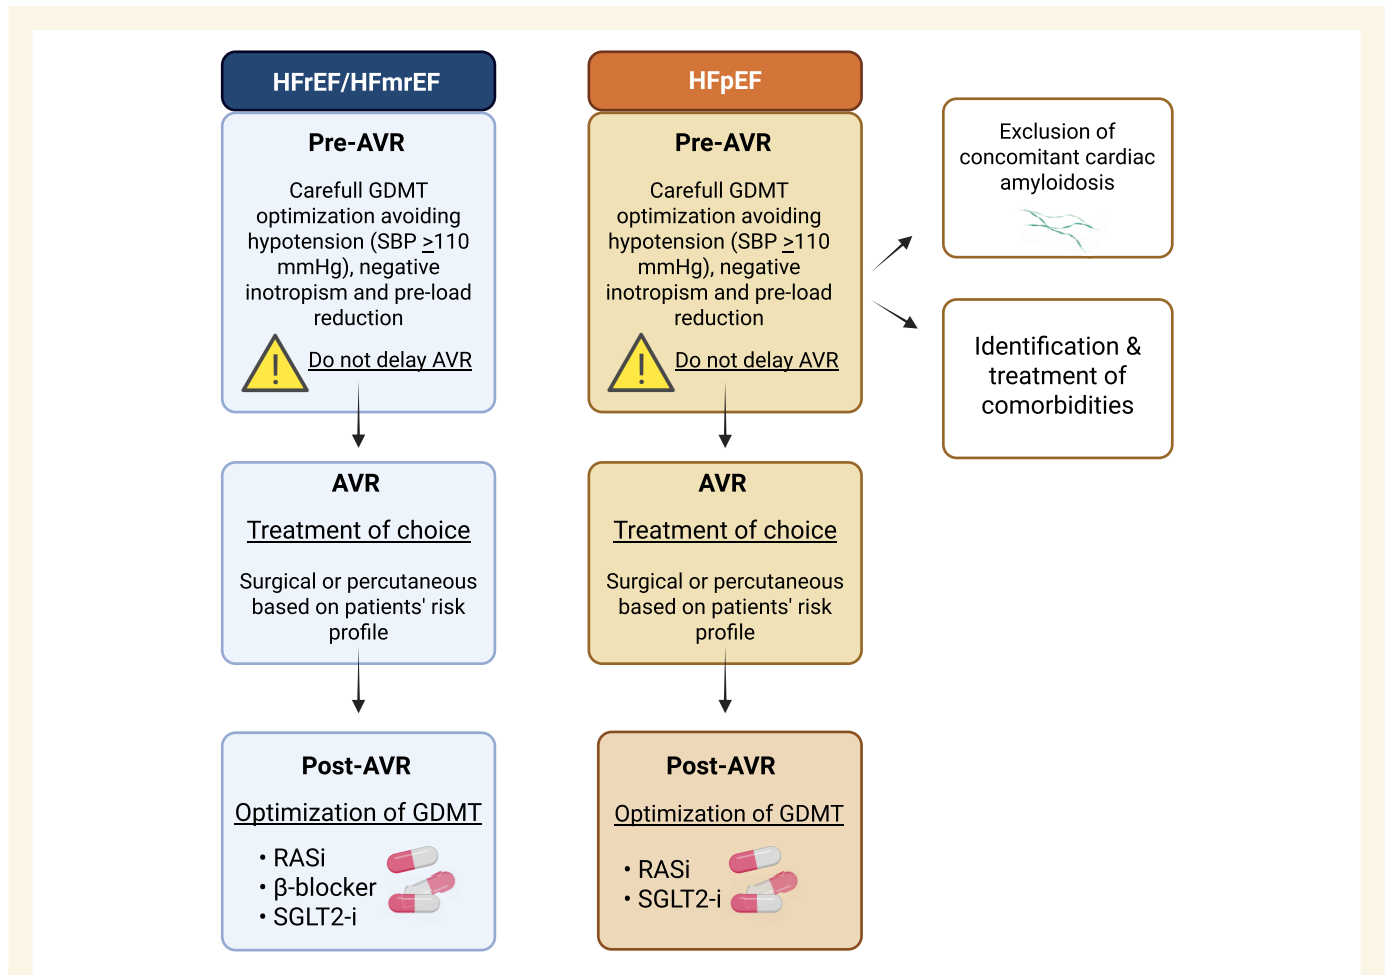 HFrEF/HFmrEF
Pre-AVR
Carefull GDMT
optimization avoiding
hypotension (SBP ≥110
mmHg), negative
inotropism and pre-load
reduction
Do not delay AVR
AVR
Treatment of choice
Surgical or percutaneous
based on patients' risk
profile
Post-AVR
Optimization of GDMT
• RASi
• β-blocker
• SGLT2-i
HFpEF
Pre-AVR
Carefull GDMT
optimization avoiding
hypotension (SBP ≥110
mmHg), negative
inotropism and pre-load
reduction
Do not delay AVR
AVR
Treatment of choice
Surgical or percutaneous
based on patients' risk
profile
Post-AVR
Optimization of GDMT
• RASi
• SGLT2-i
Exclusion of
concomitant cardiac
amyloidosis
Identification &
treatment of
comorbidities